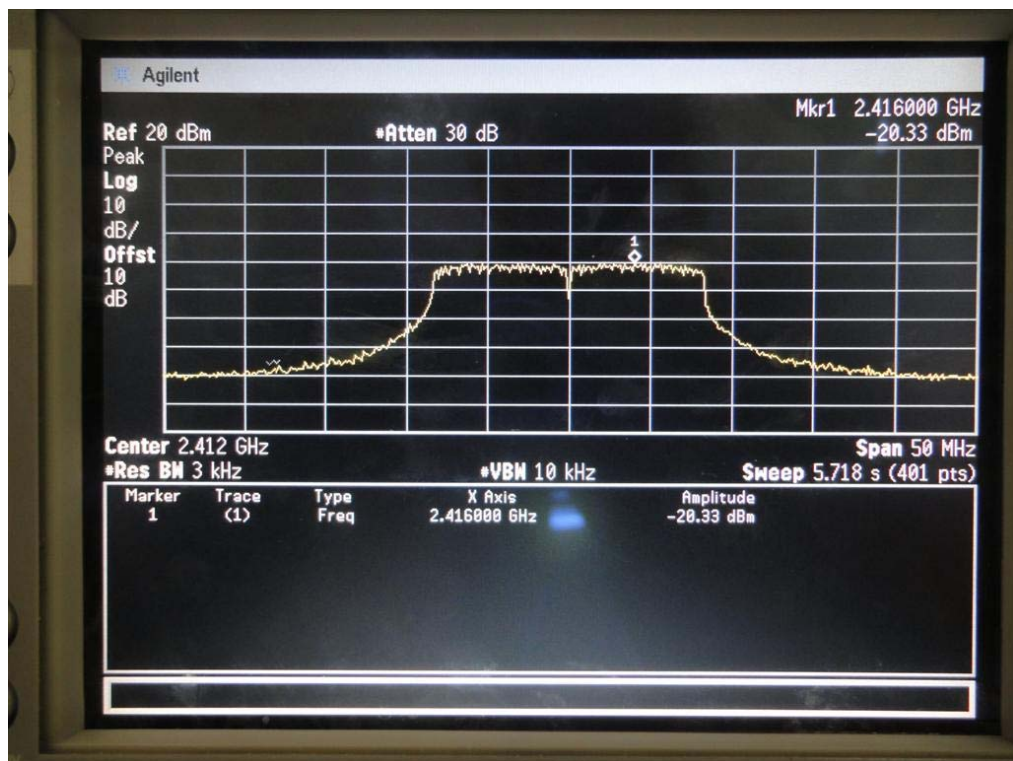 Agilent
Mkr1 2.416000 GHz
Ref 20 dBm #Atten 30 dB -20.33 dBm
Peak
Log
10
dB/
Offst
10
dB
1
Center 2.412 GHz Span 50 MHz
#Res BW 3 kHz #VBW 10 kHz Sweep 5.718 s (401 pts)
Marker Trace Type X Axis Amplitude
1 (1) Freq 2.416000 GHz -20.33 dBm